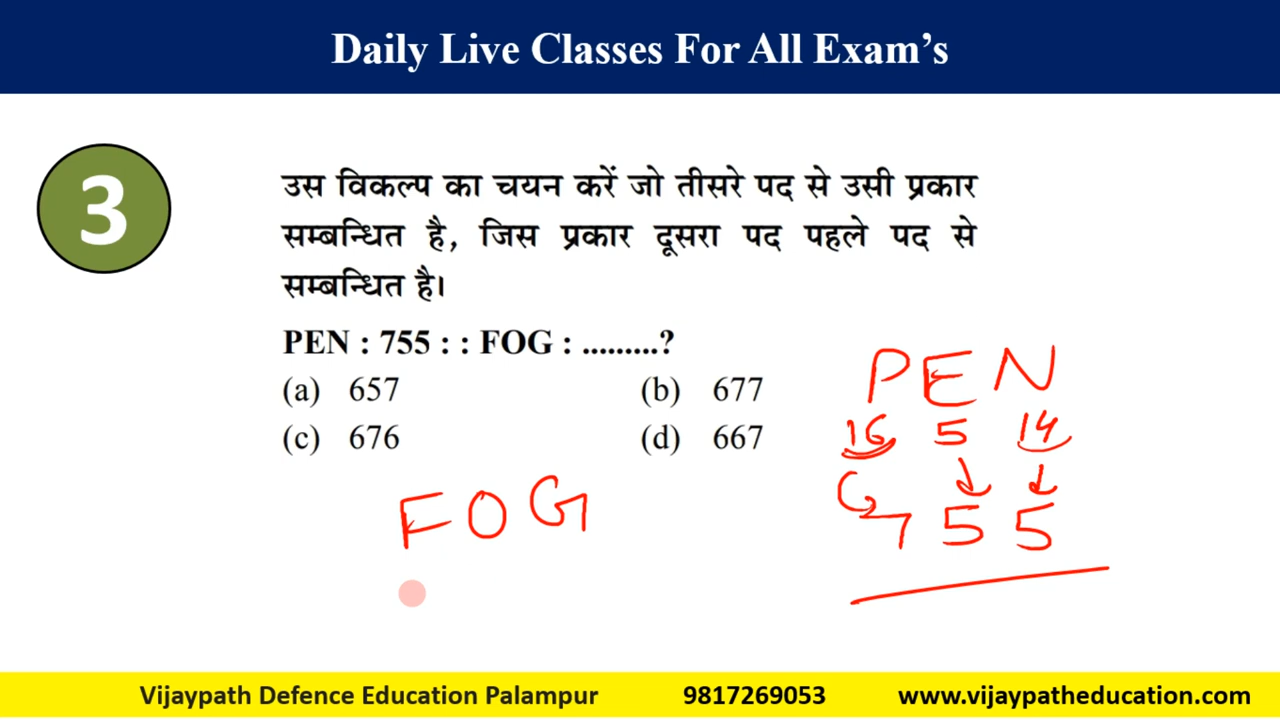 Daily Live Classes For All Exam's
3
उस विकल्प का चयन करें जो तीसरे पद से उसी प्रकार
सम्बन्धित है, जिस प्रकार दूसरा पद पहले पद से
सम्बन्धित है।
PEN : 755 : : FOG : .........?
(a) 657 (b) 677
(c) 676 (d) 667
PEN
16 5 14
7 5 5
FOG
Vijaypath Defence Education Palampur 9817269053 www.vijaypatheducation.com